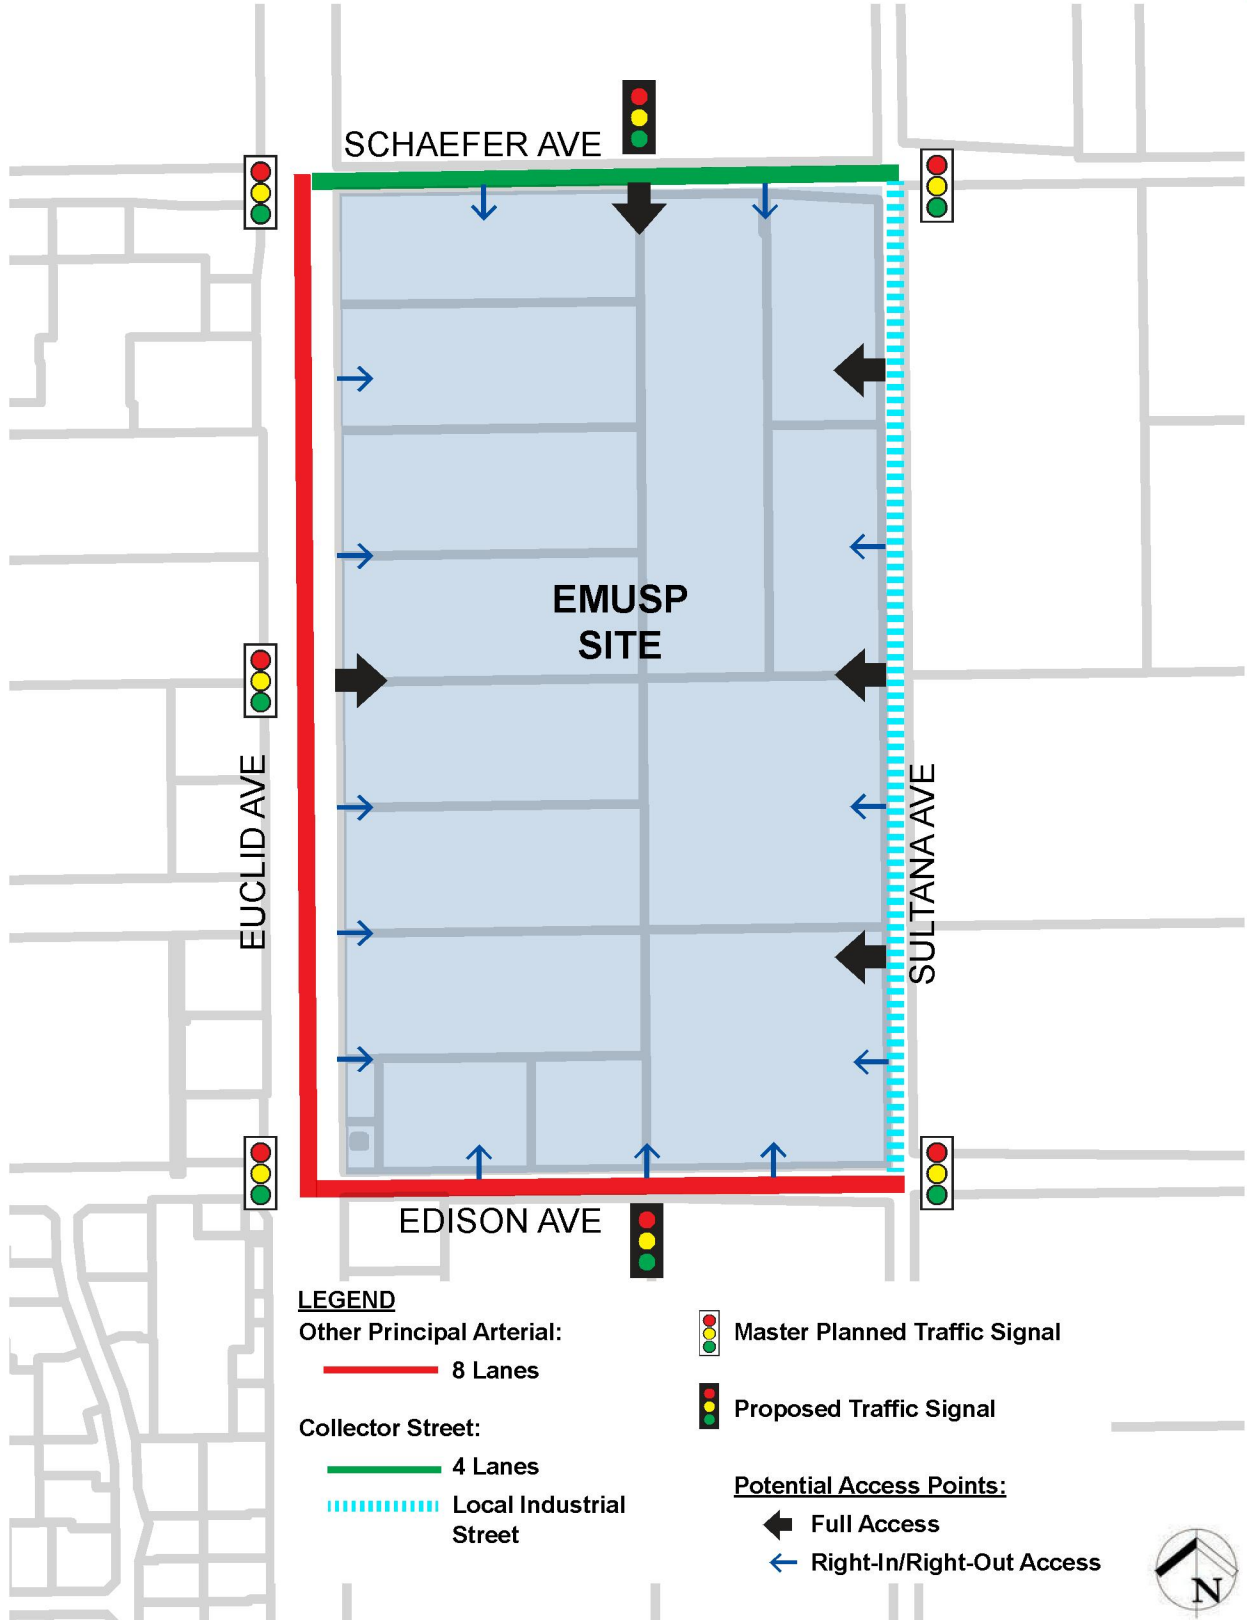 SCHAEFER AVE
EMUSP
SITE
EUCLID AVE
SULTANA AVE
EDISON AVE
LEGEND
Other Principal Arterial:
8 Lanes
Collector Street:
4 Lanes
Local Industrial
Street
Master Planned Traffic Signal
Proposed Traffic Signal
Potential Access Points:
Full Access
Right-In/Right-Out Access
N